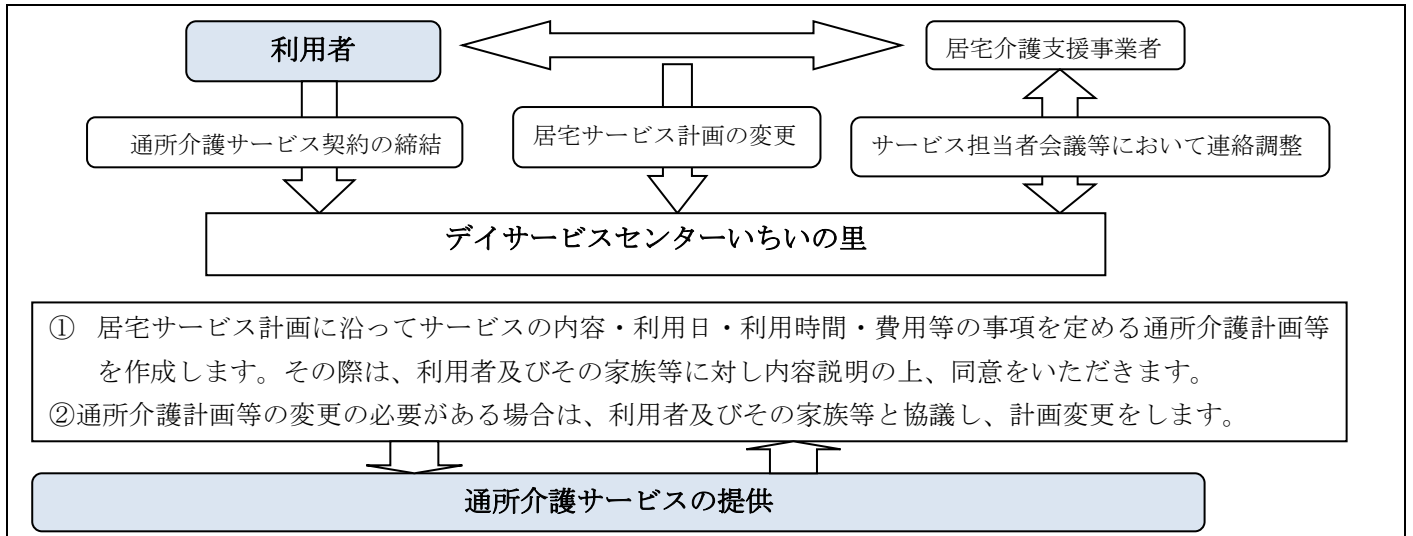 利用者
居宅介護支援事業者
通所介護サービス契約の締結
居宅サービス計画の変更
サービス担当者会議等において連絡調整
デイサービスセンターいちいの里
① 居宅サービス計画に沿ってサービスの内容・利用日・利用時間・費用等の事項を定める通所介護計画等
を作成します。その際は、利用者及びその家族等に対し内容説明の上、同意をいただきます。
②通所介護計画等の変更の必要がある場合は、利用者及びその家族等と協議し、計画変更をします。
通所介護サービスの提供